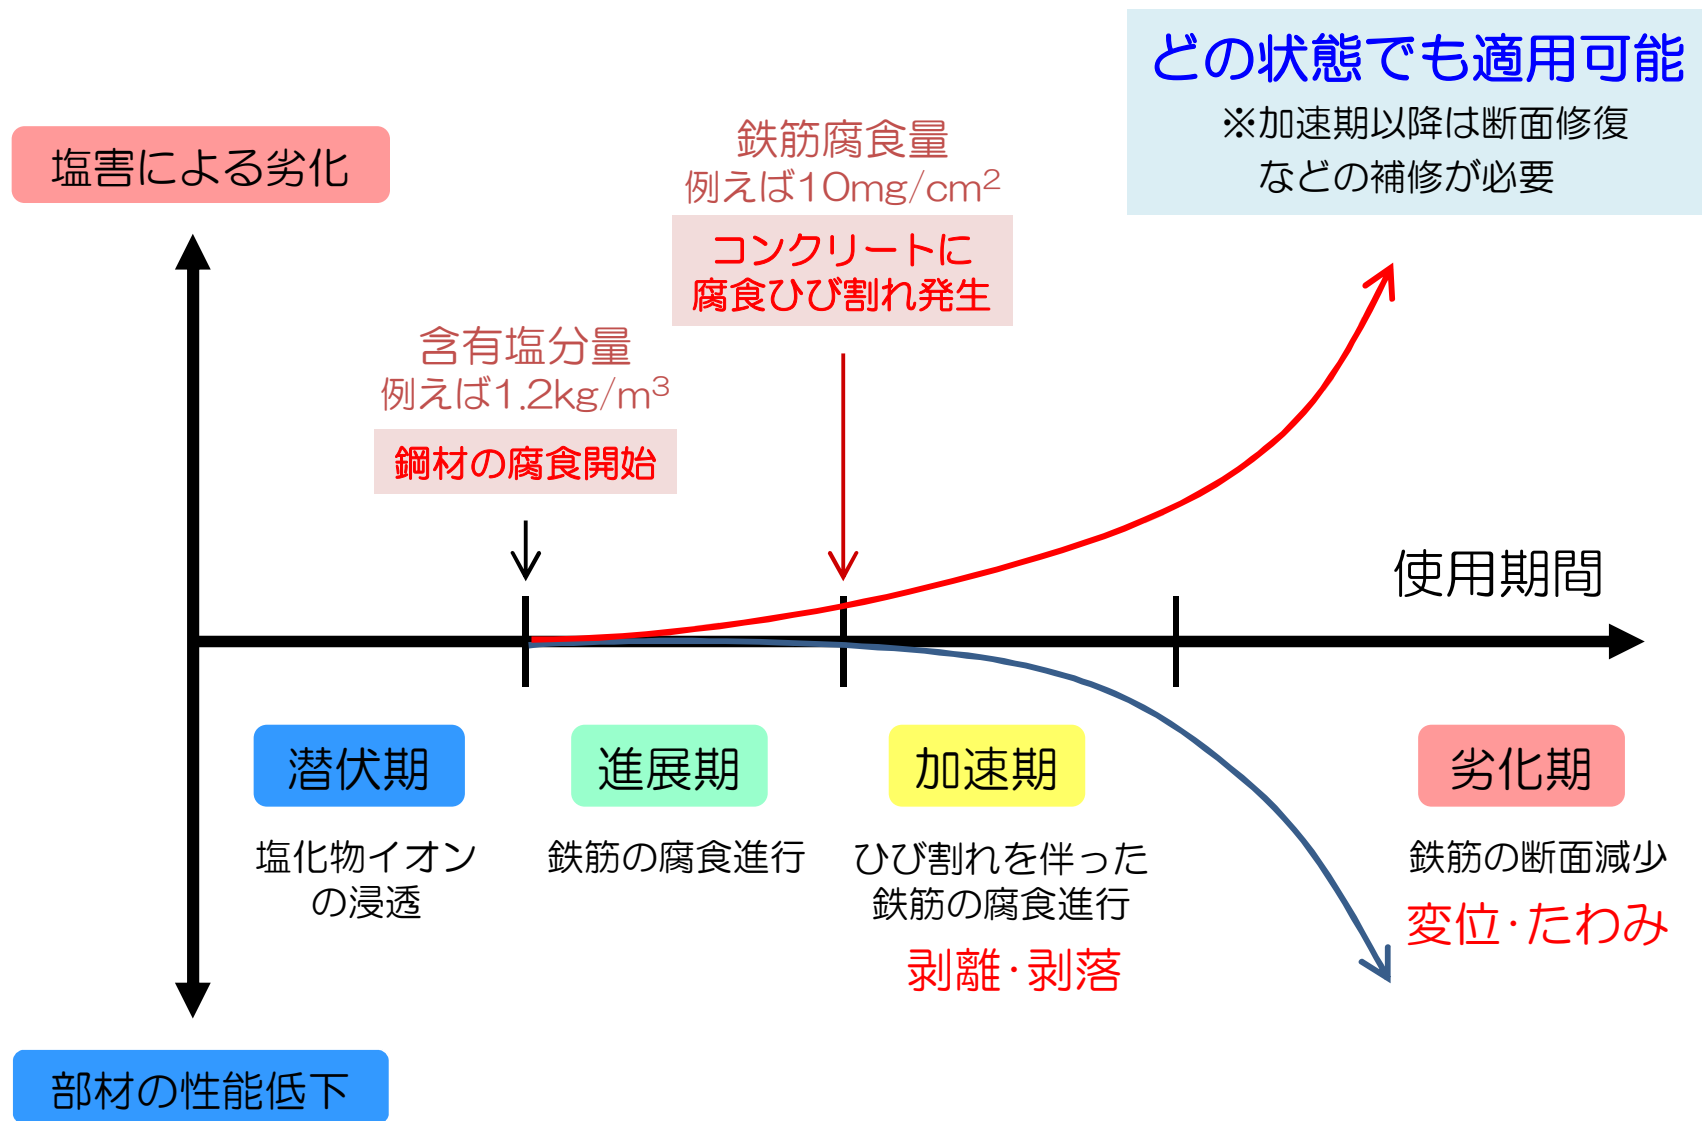 どの状態でも適用可能
※加速期以降は断面修復
などの補修が必要
塩害による劣化
鉄筋腐食量
例えば10mg/cm²
コンクリートに
腐食ひび割れ発生
含有塩分量
例えば1.2kg/m³
鋼材の腐食開始
使用期間
潜伏期
塩化物イオン
の浸透
進展期
鉄筋の腐食進行
加速期
ひび割れを伴った
鉄筋の腐食進行
剥離・剥落
劣化期
鉄筋の断面減少
変位・たわみ
部材の性能低下